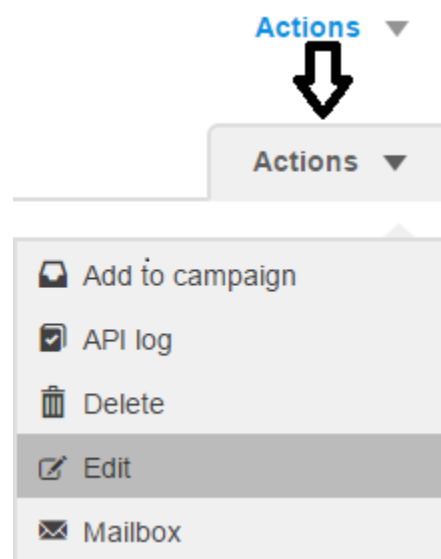 Actions
Actions
Add to campaign
API log
Delete
Edit
Mailbox